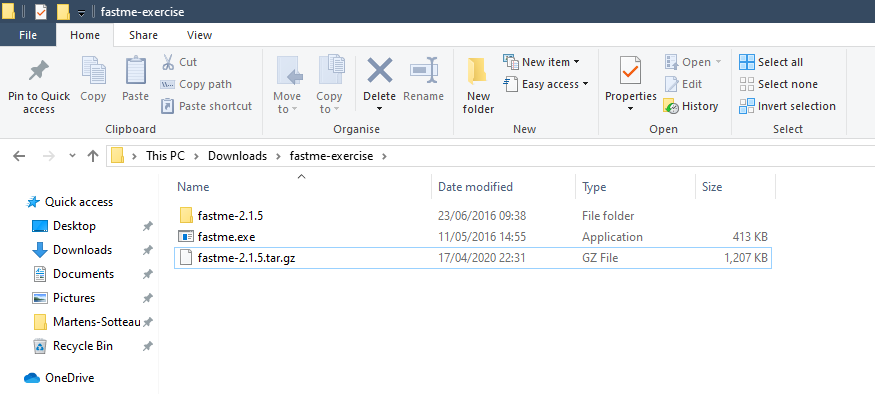 fastme-exercise
File Home Share View
Pin to Quick access
Copy
Paste
Cut
Copy path
Paste shortcut
Clipboard
Move to
Copy to
Delete
Rename
Organise
New folder
New item
Easy access
New
Properties
Open
Edit
History
Open
Select all
Select none
Invert selection
Select
This PC > Downloads > fastme-exercise >
Name Date modified Type Size
Quick access
Desktop
Downloads
Documents
Pictures
Martens-Sotteau
Recycle Bin
OneDrive
fastme-2.1.5 23/06/2016 09:38 File folder
fastme.exe 11/05/2016 14:55 Application 413 KB
fastme-2.1.5.tar.gz 17/04/2020 22:31 GZ File 1,207 KB